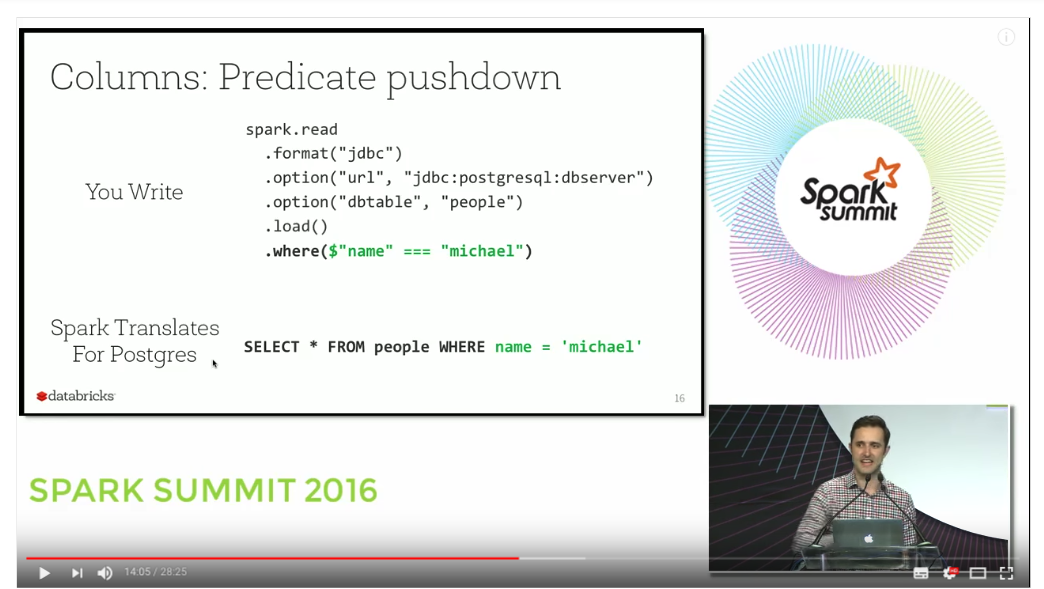 Columns: Predicate pushdown
You Write
spark.read
.format("jdbc")
.option("url", "jdbc:postgresql:dbserver")
.option("dbtable", "people")
.load()
.where($"name" === "michael")
Spark Translates
For Postgres
SELECT * FROM people WHERE name = 'michael'
databricks
16
Spark
summit
SPARK SUMMIT 2016
14:05 / 28:25
HD